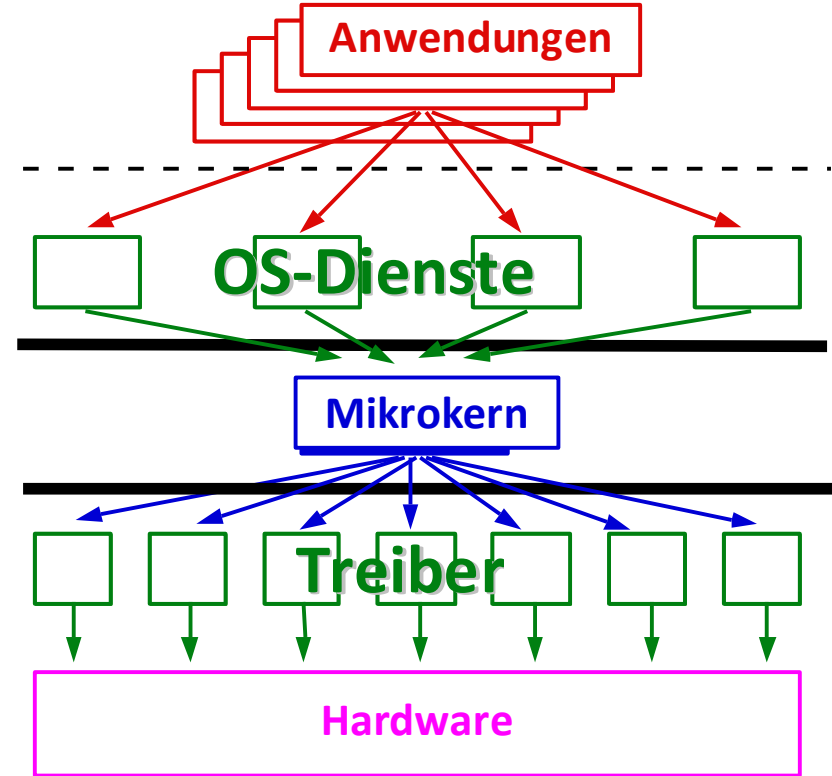 Anwendungen
OS-Dienste
Mikrokern
Treiber
Hardware